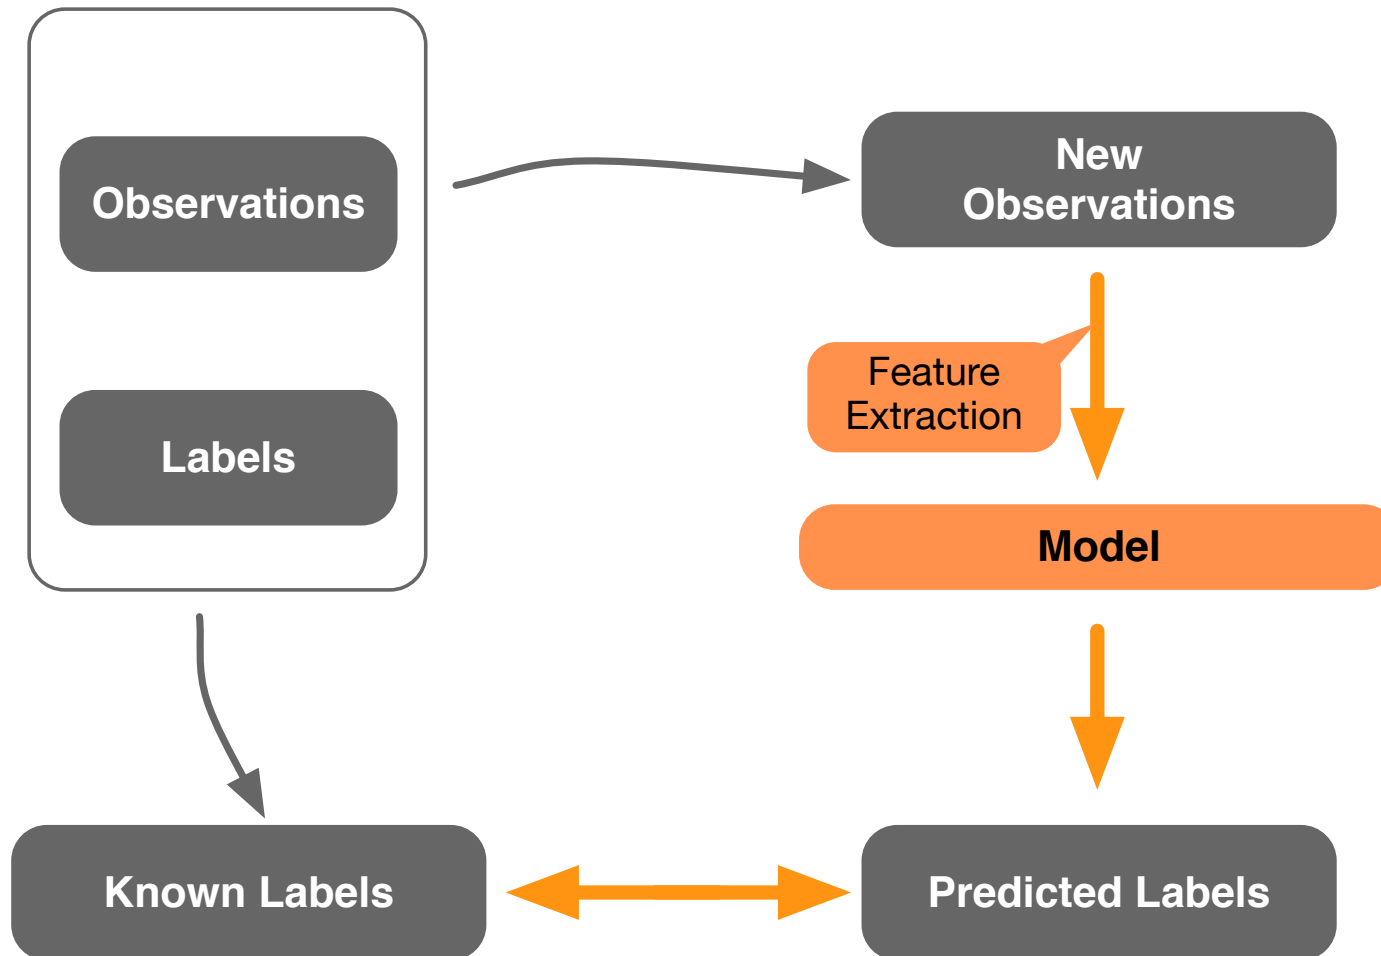 Observations
Labels
New
Observations
Feature
Extraction
Model
Known Labels
Predicted Labels